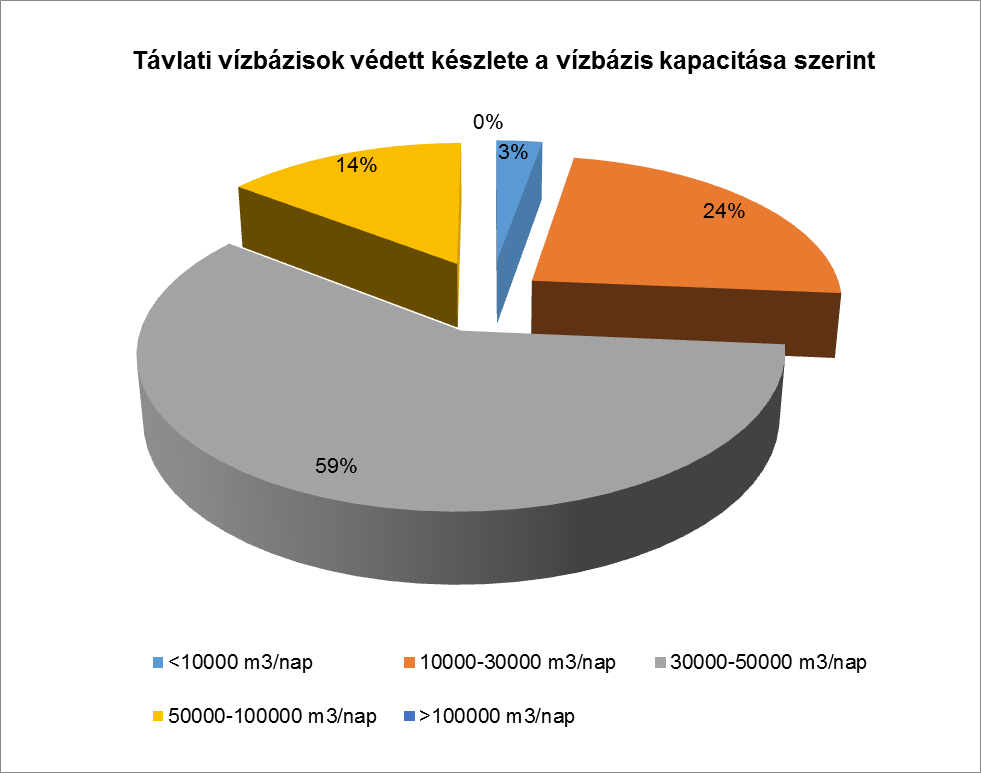 Távlati vízbázisok védett készlete a vízbázis kapacitása szerint
0%
3%
14%
24%
59%
<10000 m3/nap
10000-30000 m3/nap
30000-50000 m3/nap
50000-100000 m3/nap
>100000 m3/nap